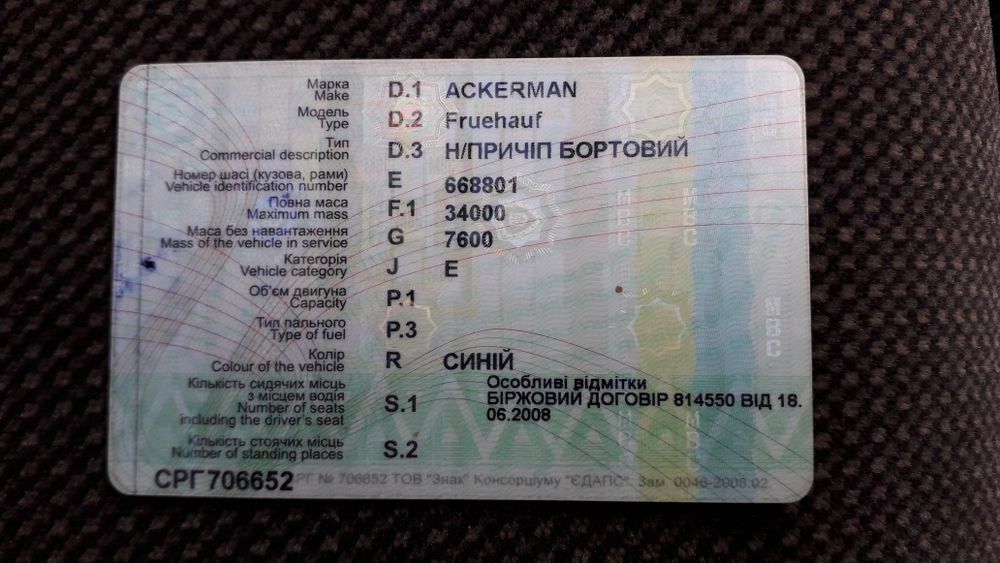 Марка D.1 ACKERMAN
Make
Модель D.2 Fruehauf
Type
Тип D.3 Н/ПРИЧІП БОРТОВИЙ
Commercial description
Номер шасі (кузова, рами) E 668801
Vehicle identification number
Повна маса F.1 34000
Maximum mass
Маса без навантаження G 7600
Mass of the vehicle in service
Категорія J E
Vehicle category
Об'єм двигуна P.1
Capacity
Тип пального P.3
Type of fuel
Колір R СИНІЙ
Colour of the vehicle
Кількість сидячих місць
з місцем водія
Number of seats S.1
including the driver's seat
Особливі відмітки
БІРЖОВИЙ ДОГОВІР 814550 ВІД 18.
06.2008
Кількість стоячих місць S.2
Number of standing places
СРГ706652 РГ № 706652 ТОВ "Знак" Консорціуму "ЄДАПС". Зам. 0046-2008.02
МВС
МВС
МВС